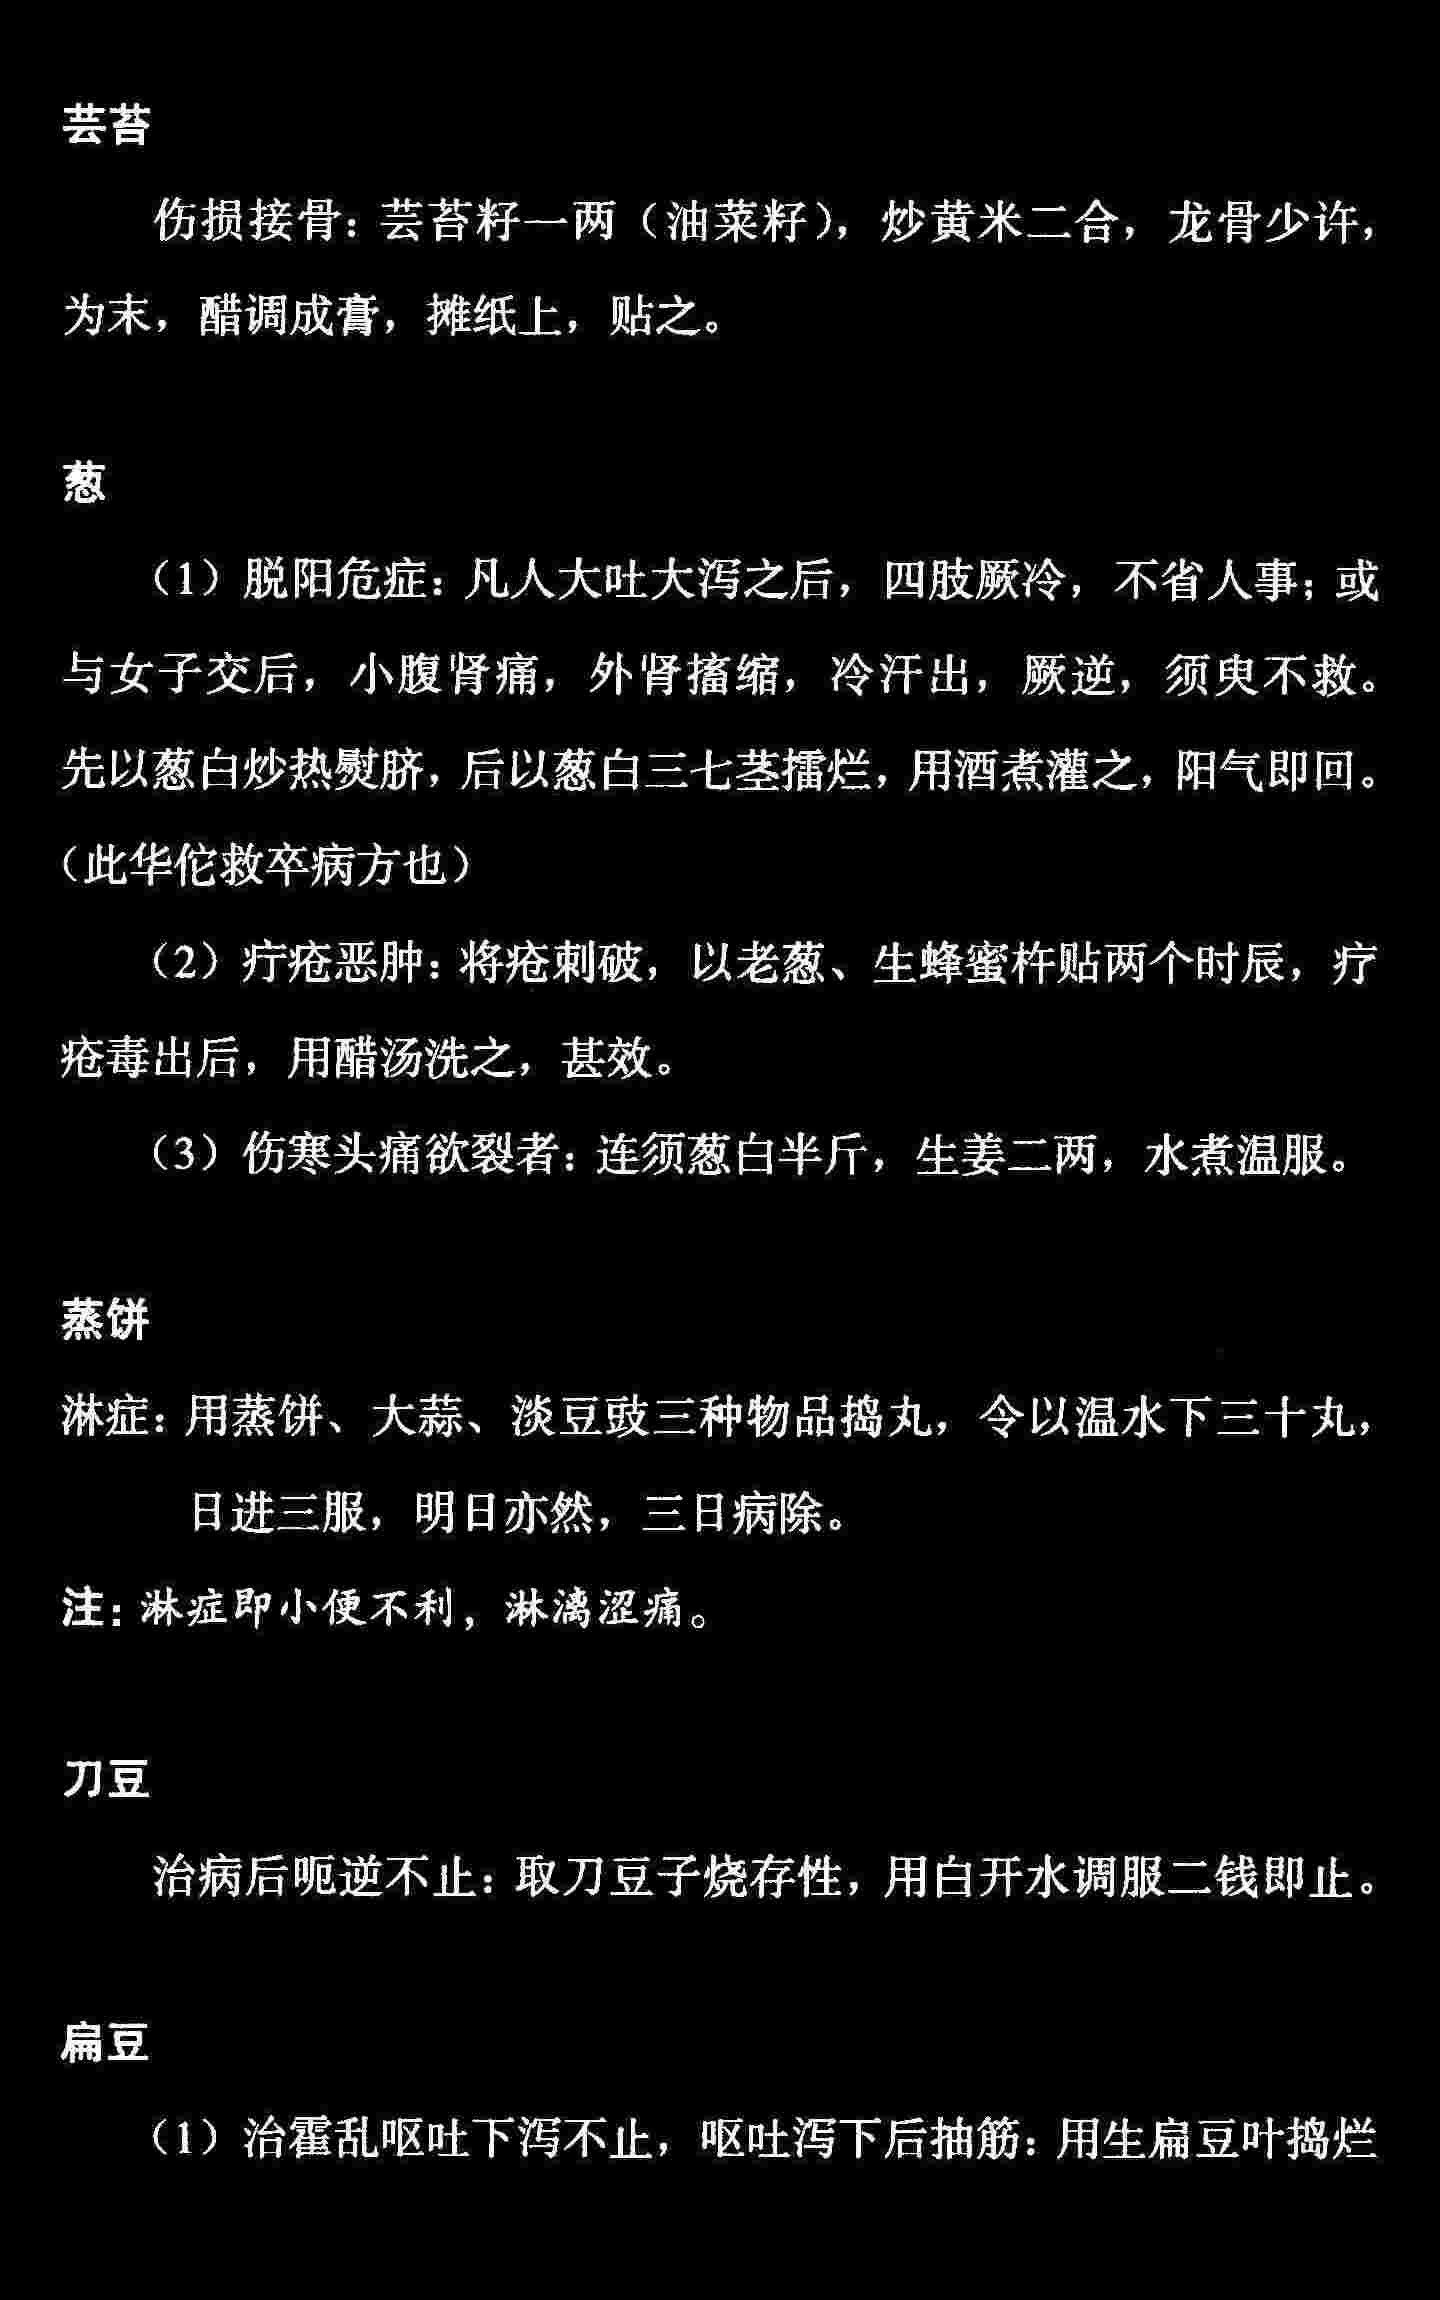 芸苔
伤损接骨：芸苔籽一两（油菜籽），炒黄米二合，龙骨少许，
为末，醋调成膏，摊纸上，贴之。
葱
（1）脱阳危症：凡人大吐大泻之后，四肢厥冷，不省人事；或
与女子交后，小腹肾痛，外肾搐缩，冷汗出，厥逆，须臾不救。
先以葱白炒热熨脐，后以葱白三七茎擂烂，用酒煮灌之，阳气即回。
（此华佗救卒病方也）
（2）疔疮恶肿：将疮刺破，以老葱、生蜂蜜杵贴两个时辰，疗
疮毒出后，用醋汤洗之，甚效。
（3）伤寒头痛欲裂者：连须葱白半斤，生姜二两，水煮温服。
蒸饼
淋症：用蒸饼、大蒜、淡豆豉三种物品捣丸，令以温水下三十丸，
日进三服，明日亦然，三日病除。
注：淋症即小便不利，淋漓涩痛。
刀豆
治病后呃逆不止：取刀豆子烧存性，用白开水调服二钱即止。
扁豆
（1）治霍乱呕吐下泻不止，呕吐泻下后抽筋：用生扁豆叶捣烂